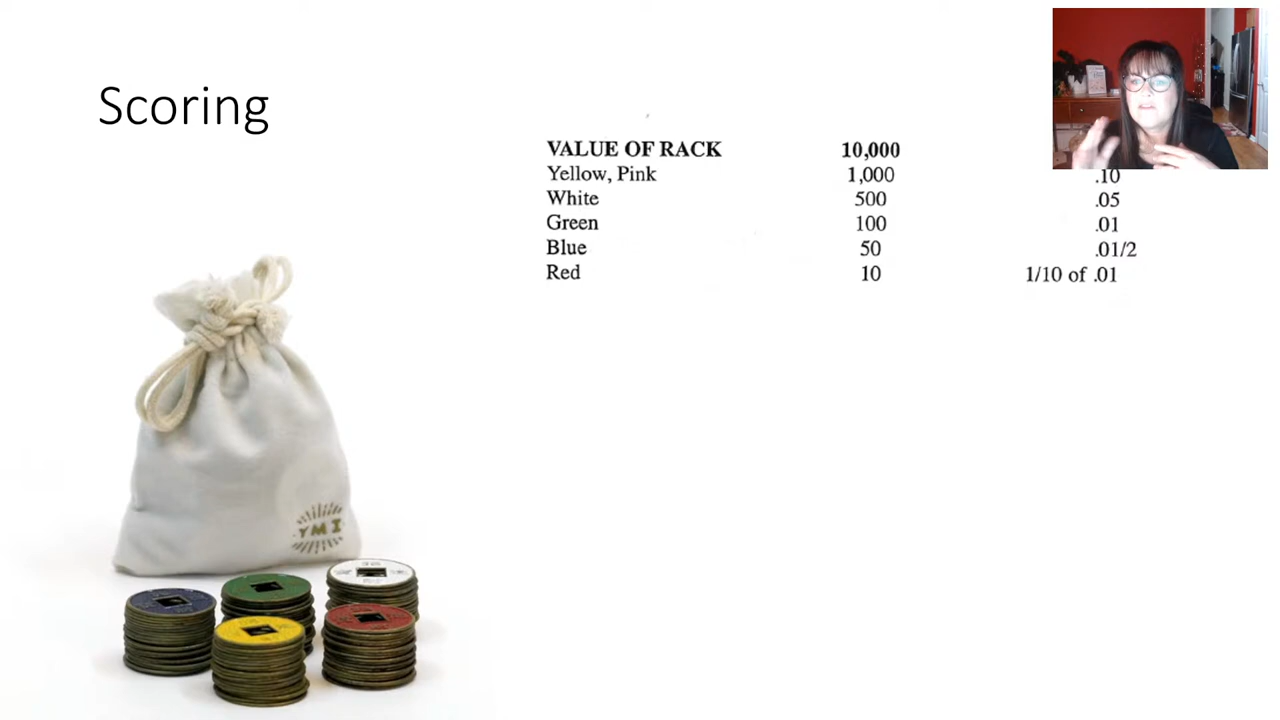 Scoring
VALUE OF RACK 10,000
Yellow, Pink 1,000 .10
White 500 .05
Green 100 .01
Blue 50 .01/2
Red 10 1/10 of .01
YMI